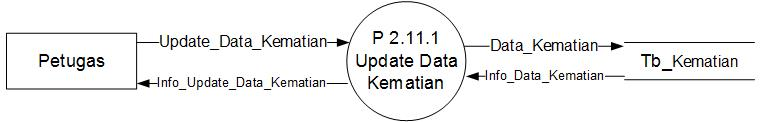 Petugas
Update_Data_Kematian
Info_Update_Data_Kematian
P 2.11.1
Update Data
Kematian
Data_Kematian
Info_Data_Kematian
Tb_Kematian